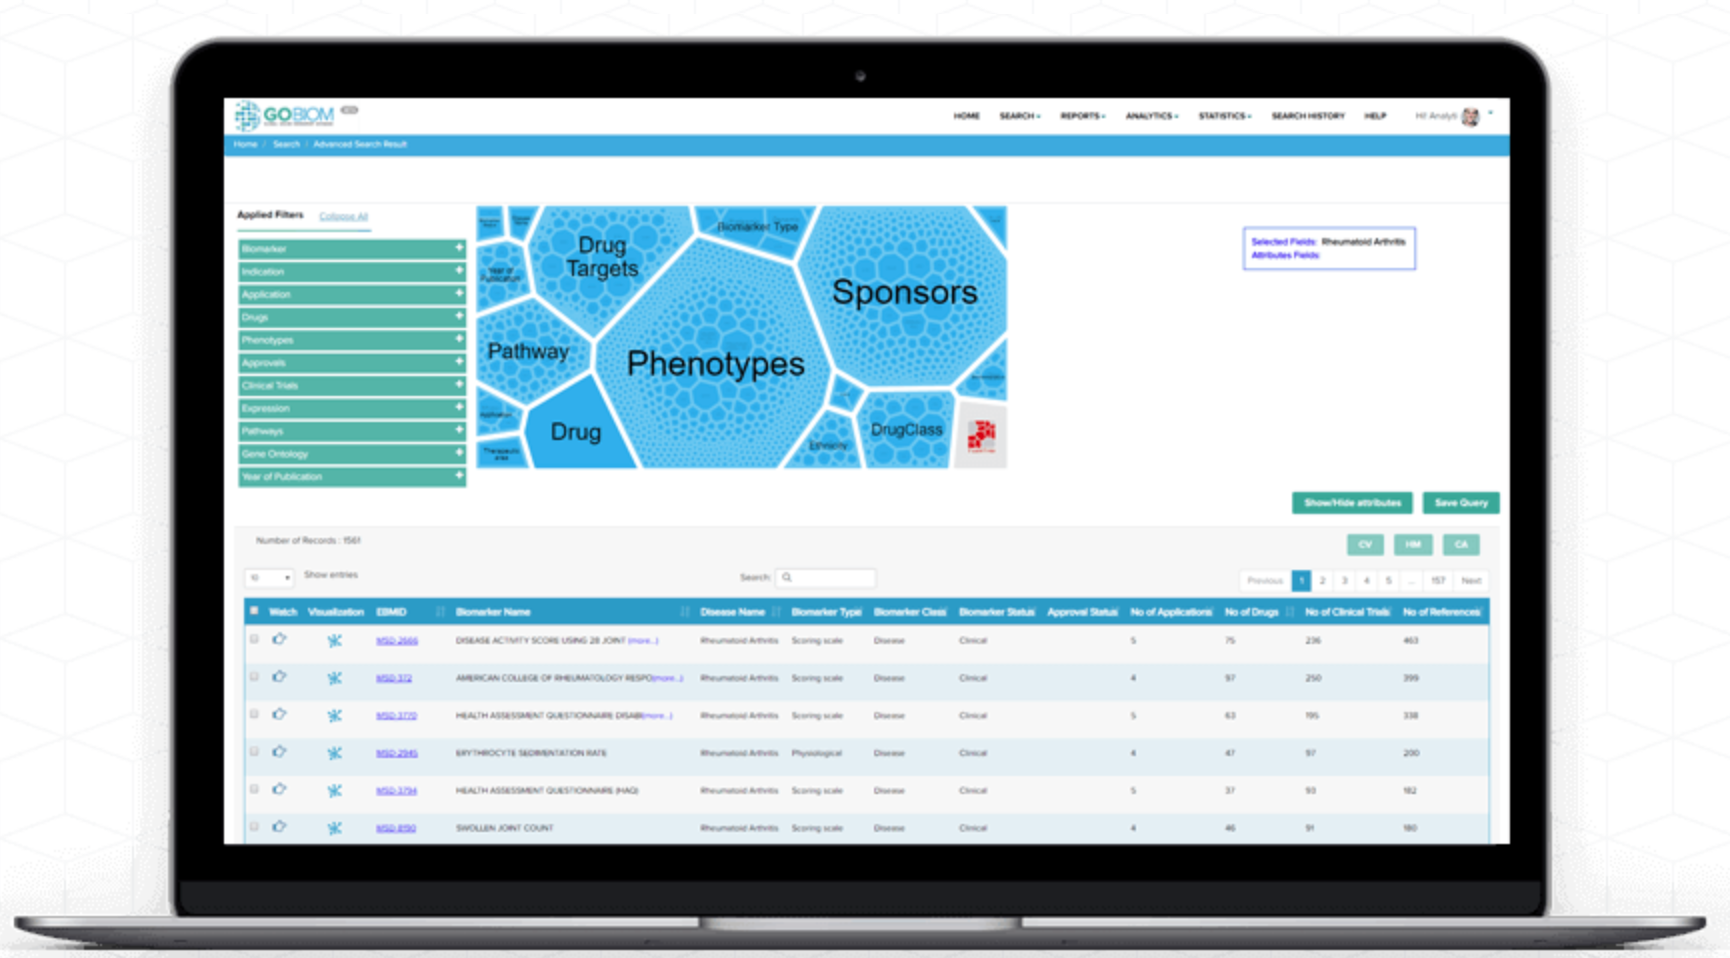 GOBIOM
HOME SEARCH REPORTS ANALYTICS STATISTICS SEARCH HISTORY HELP Hi! Analyti
Home / Search / Advanced Search Result
Applied Filters Collapse All
Selected Fields: Rheumatoid Arthritis
Attributes Fields:
Biomarker
Indication
Application
Drugs
Phenotypes
Approvals
Clinical Trials
Expression
Pathways
Gene Ontology
Year of Publication
Drug
Targets
Biomarker Type
Sponsors
Year of
Publication
Pathway
Phenotypes
Drug
Ethnicity
DrugClass
Application
Therapeutic
area
Show/Hide attributes Save Query
Number of Records : 1561
CV HM CA
10 Show entries Search: Previous 1 2 3 4 5 ... 157 Next
Watch Visualization EBMID Biomarker Name Disease Name Biomarker Type Biomarker Class Biomarker Status Approval Status No of Applications No of Drugs No of Clinical Trials No of References
MSD-2666 DISEASE ACTIVITY SCORE USING 28 JOINT (more...) Rheumatoid Arthritis Scoring scale Disease Clinical 5 75 236 463
MSD-372 AMERICAN COLLEGE OF RHEUMATOLOGY RESPO(more...) Rheumatoid Arthritis Scoring scale Disease Clinical 4 97 250 399
MSD-3770 HEALTH ASSESSMENT QUESTIONNAIRE DISABI(more...) Rheumatoid Arthritis Scoring scale Disease Clinical 5 63 195 338
MSD-2945 ERYTHROCYTE SEDIMENTATION RATE Rheumatoid Arthritis Physiological Disease Clinical 4 47 97 200
MSD-3794 HEALTH ASSESSMENT QUESTIONNAIRE (HAQ) Rheumatoid Arthritis Scoring scale Disease Clinical 5 37 93 182
MSD-8190 SWOLLEN JOINT COUNT Rheumatoid Arthritis Scoring scale Disease Clinical 4 46 91 180